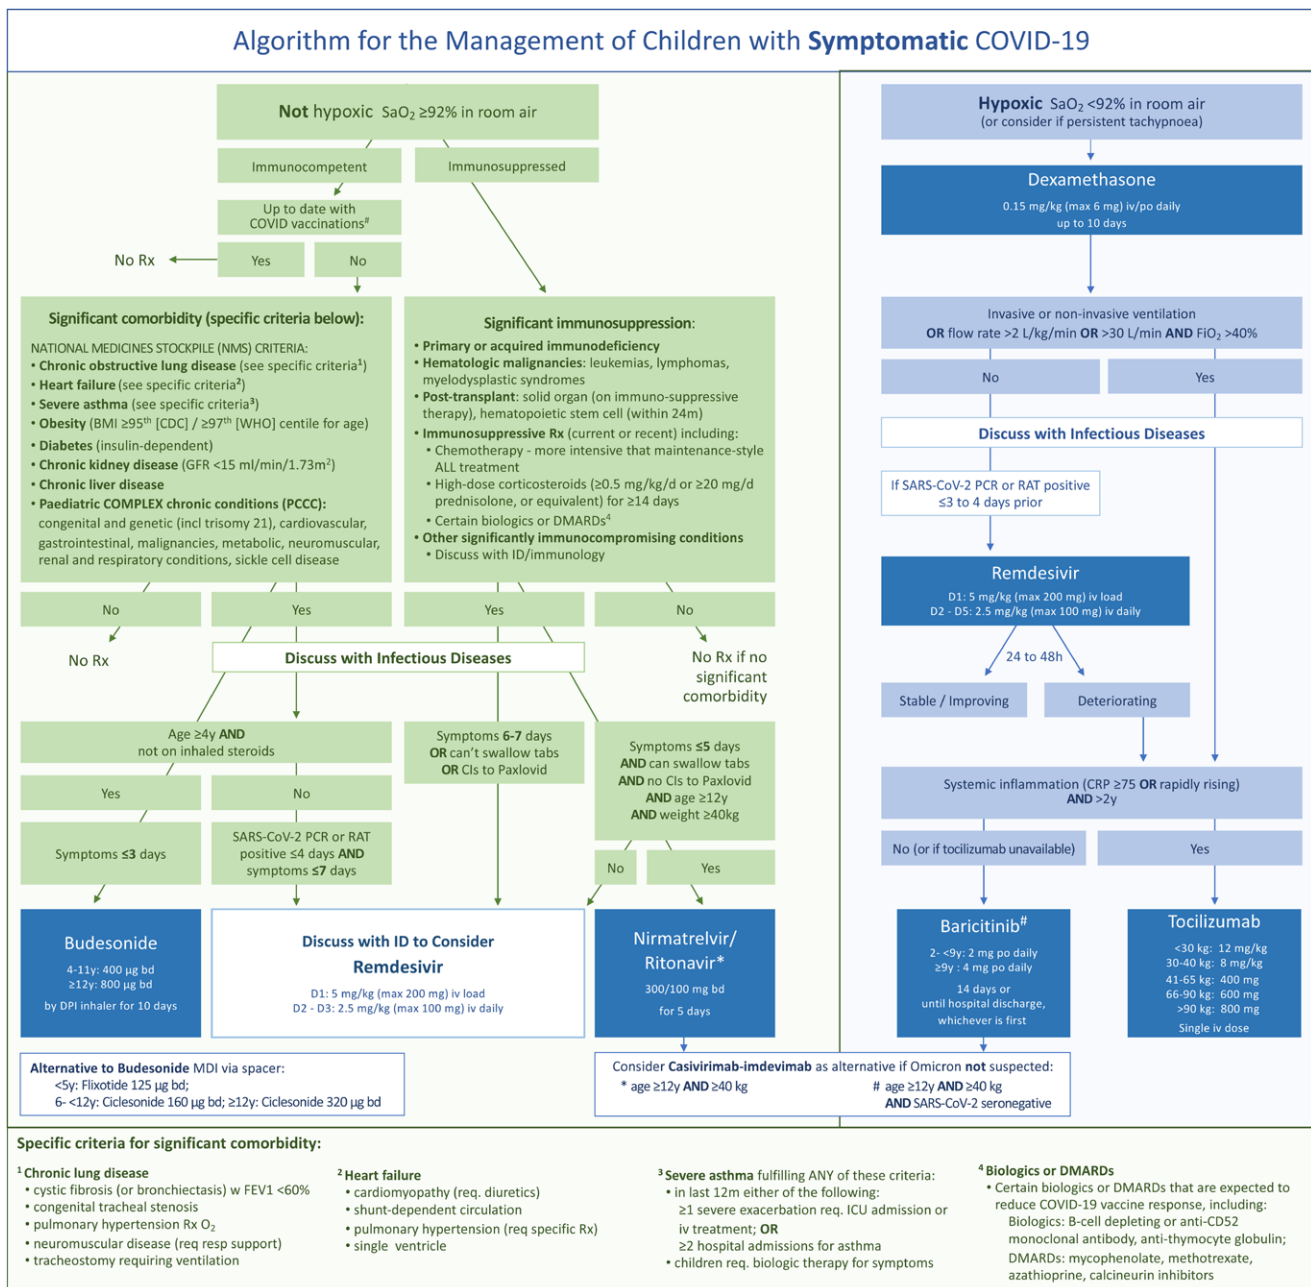 Algorithm for the Management of Children with Symptomatic COVID-19
Not hypoxic SaO₂ ≥92% in room air
Immunocompetent
Immunosuppressed
Up to date with
COVID vaccinations#
Yes
No
No Rx
Significant comorbidity (specific criteria below):
NATIONAL MEDICINES STOCKPILE (NMS) CRITERIA:
• Chronic obstructive lung disease (see specific criteria¹)
• Heart failure (see specific criteria²)
• Severe asthma (see specific criteria³)
• Obesity (BMI ≥95th [CDC] / ≥97th [WHO] centile for age)
• Diabetes (insulin-dependent)
• Chronic kidney disease (GFR <15 ml/min/1.73m²)
• Chronic liver disease
• Paediatric COMPLEX chronic conditions (PCCC):
congenital and genetic (incl trisomy 21), cardiovascular,
gastrointestinal, malignancies, metabolic, neuromuscular,
renal and respiratory conditions, sickle cell disease
Significant immunosuppression:
• Primary or acquired immunodeficiency
• Hematologic malignancies: leukemias, lymphomas,
myelodysplastic syndromes
• Post-transplant: solid organ (on immuno-suppressive
therapy), hematopoietic stem cell (within 24m)
• Immunosuppressive Rx (current or recent) including:
• Chemotherapy - more intensive that maintenance-style
ALL treatment
• High-dose corticosteroids (≥0.5 mg/kg/d or ≥20 mg/d
prednisolone, or equivalent) for ≥14 days
• Certain biologics or DMARDs⁴
• Other significantly immunocompromising conditions
• Discuss with ID/immunology
No
Yes
Yes
No
No Rx
Discuss with Infectious Diseases
No Rx if no
significant
comorbidity
Age ≥4y AND
not on inhaled steroids
Yes
No
Symptoms ≤3 days
SARS-CoV-2 PCR or RAT
positive ≤4 days AND
symptoms ≤7 days
Symptoms 6-7 days
OR can't swallow tabs
OR CIs to Paxlovid
Symptoms ≤5 days
AND can swallow tabs
AND no CIs to Paxlovid
AND age ≥12y
AND weight ≥40kg
No
Yes
Budesonide
4-11y: 400 µg bd
≥12y: 800 µg bd
by DPI inhaler for 10 days
Discuss with ID to Consider
Remdesivir
D1: 5 mg/kg (max 200 mg) iv load
D2 - D3: 2.5 mg/kg (max 100 mg) iv daily
Nirmatrelvir/
Ritonavir*
300/100 mg bd
for 5 days
Alternative to Budesonide MDI via spacer:
<5y: Flixotide 125 µg bd;
6- <12y: Ciclesonide 160 µg bd; ≥12y: Ciclesonide 320 µg bd
Hypoxic SaO₂ <92% in room air
(or consider if persistent tachypnoea)
Dexamethasone
0.15 mg/kg (max 6 mg) iv/po daily
up to 10 days
Invasive or non-invasive ventilation
OR flow rate >2 L/kg/min OR >30 L/min AND FiO₂ >40%
No
Yes
Discuss with Infectious Diseases
If SARS-CoV-2 PCR or RAT positive
≤3 to 4 days prior
Remdesivir
D1: 5 mg/kg (max 200 mg) iv load
D2 - D5: 2.5 mg/kg (max 100 mg) iv daily
24 to 48h
Stable / Improving
Deteriorating
Systemic inflammation (CRP ≥75 OR rapidly rising)
AND >2y
No (or if tocilizumab unavailable)
Yes
Baricitinib#
2- <9y: 2 mg po daily
≥9y : 4 mg po daily
14 days or
until hospital discharge,
whichever is first
Tocilizumab
<30 kg: 12 mg/kg
30-40 kg: 8 mg/kg
41-65 kg: 400 mg
66-90 kg: 600 mg
>90 kg: 800 mg
Single iv dose
Consider Casivirimab-imdevimab as alternative if Omicron not suspected:
* age ≥12y AND ≥40 kg
# age ≥12y AND ≥40 kg
AND SARS-CoV-2 seronegative
Specific criteria for significant comorbidity:
¹ Chronic lung disease
• cystic fibrosis (or bronchiectasis) w FEV1 <60%
• congenital tracheal stenosis
• pulmonary hypertension Rx O₂
• neuromuscular disease (req resp support)
• tracheostomy requiring ventilation
² Heart failure
• cardiomyopathy (req. diuretics)
• shunt-dependent circulation
• pulmonary hypertension (req specific Rx)
• single ventricle
³ Severe asthma fulfilling ANY of these criteria:
• in last 12m either of the following:
≥1 severe exacerbation req. ICU admission or
iv treatment; OR
≥2 hospital admissions for asthma
• children req. biologic therapy for symptoms
⁴ Biologics or DMARDs
• Certain biologics or DMARDs that are expected to
reduce COVID-19 vaccine response, including:
Biologics: B-cell depleting or anti-CD52
monoclonal antibody, anti-thymocyte globulin;
DMARDs: mycophenolate, methotrexate,
azathioprine, calcineurin inhibitors